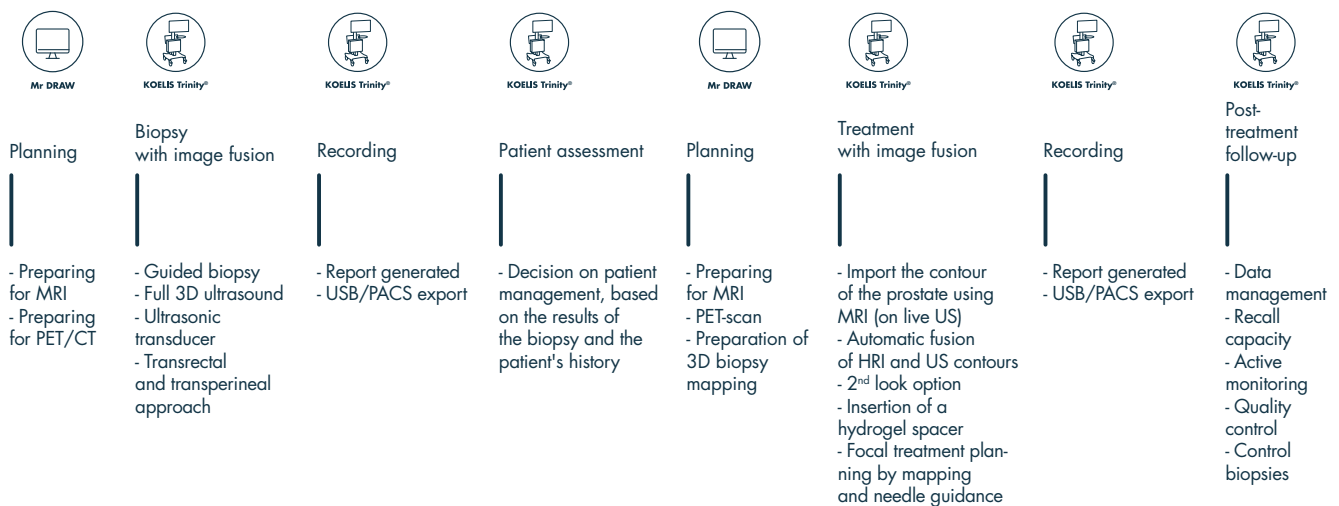 Mr DRAW
KOELIS Trinity®
KOELIS Trinity®
KOELIS Trinity®
Mr DRAW
KOELIS Trinity®
KOELIS Trinity®
KOELIS Trinity®
Planning
Biopsy
with image fusion
Recording
Patient assessment
Planning
Treatment
with image fusion
Recording
Post-
treatment
follow-up
- Preparing
for MRI
- Preparing
for PET/CT
- Guided biopsy
- Full 3D ultrasound
- Ultrasonic
transducer
- Transrectal
and transperineal
approach
- Report generated
- USB/PACS export
- Decision on patient
management, based
on the results of
the biopsy and the
patient's history
- Preparing
for MRI
- PET-scan
- Preparation of
3D biopsy
mapping
- Import the contour
of the prostate using
MRI (on live US)
- Automatic fusion
of HRI and US contours
- 2nd look option
- Insertion of a
hydrogel spacer
- Focal treatment plan-
ning by mapping
and needle guidance
- Report generated
- USB/PACS export
- Data
management
- Recall
capacity
- Active
monitoring
- Quality
control
- Control
biopsies